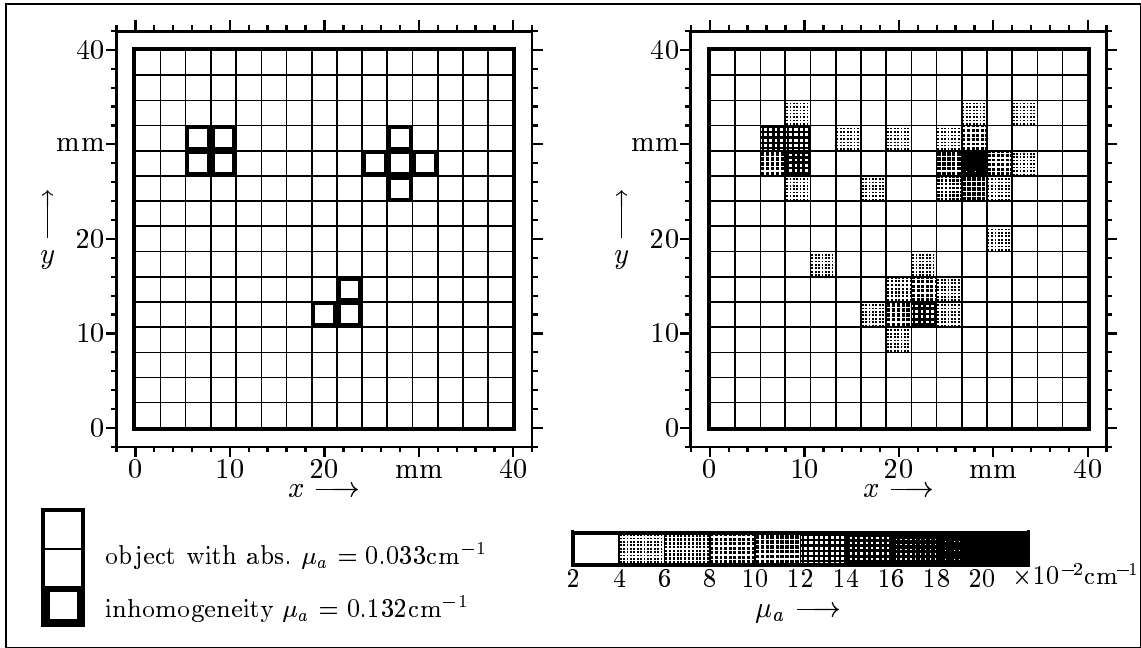 40
mm
20
10
0
y ⟶
0 10 20 mm 40
x ⟶
40
mm
20
10
0
y ⟶
0 10 20 mm 40
x ⟶
object with abs. μₐ = 0.033cm⁻¹
inhomogeneity μₐ = 0.132cm⁻¹
2 4 6 8 10 12 14 16 18 20 ×10⁻²cm⁻¹
μₐ ⟶